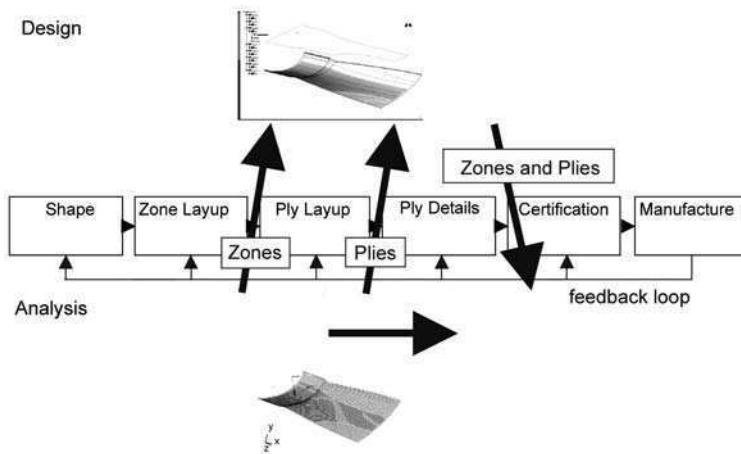 Design
Zones and Plies
Shape
Zone Layup
Ply Layup
Ply Details
Certification
Manufacture
Zones
Plies
feedback loop
Analysis
y
z x